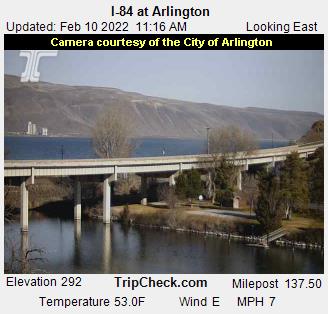 I-84 at Arlington
Updated: Feb 10 2022 11:16 AM Looking East
Camera courtesy of the City of Arlington
Elevation 292 TripCheck.com Milepost 137.50
Temperature 53.0F Wind E MPH 7